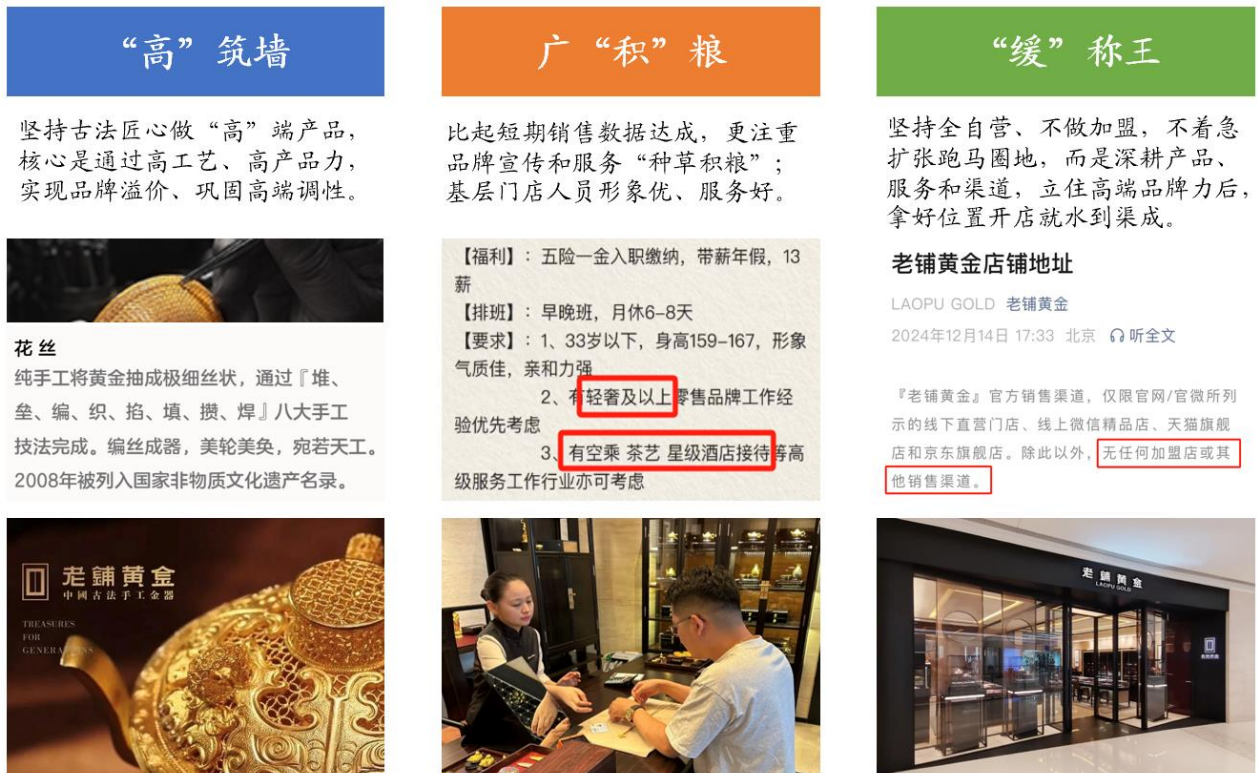 “高”筑墙
坚持古法匠心做“高”端产品，
核心是通过高工艺、高产品力，
实现品牌溢价、巩固高端调性。
花丝
纯手工将黄金抽成极细丝状，通过『堆、
垒、编、织、掐、填、攒、焊』八大手工
技法完成。编丝成器，美轮美奂，宛若天工。
2008年被列入国家非物质文化遗产名录。
老鋪黃金
中國古法手工金器
TREASURES
FOR
GENERATIONS
广“积”粮
比起短期销售数据达成，更注重
品牌宣传和服务“种草积粮”；
基层门店人员形象优、服务好。
【福利】：五险一金入职缴纳，带薪年假，13
薪
【排班】：早晚班，月休6–8天
【要求】：1、33岁以下，身高159–167，形象
气质佳，亲和力强
2、有轻奢及以上零售品牌工作经
验优先考虑
3、有空乘 茶艺 星级酒店接待等高
级服务工作行业亦可考虑
“缓”称王
坚持全自营、不做加盟，不着急
扩张跑马圈地，而是深耕产品、
服务和渠道，立住高端品牌力后，
拿好位置开店就水到渠成。
老铺黄金店铺地址
LAOPU GOLD 老铺黄金
2024年12月14日 17:33 北京 听全文
『老铺黄金』官方销售渠道，仅限官网/官微所列
示的线下直营门店、线上微信精品店、天猫旗舰
店和京东旗舰店。除此以外，无任何加盟店或其
他销售渠道。
老鋪黃金
LAOPU GOLD